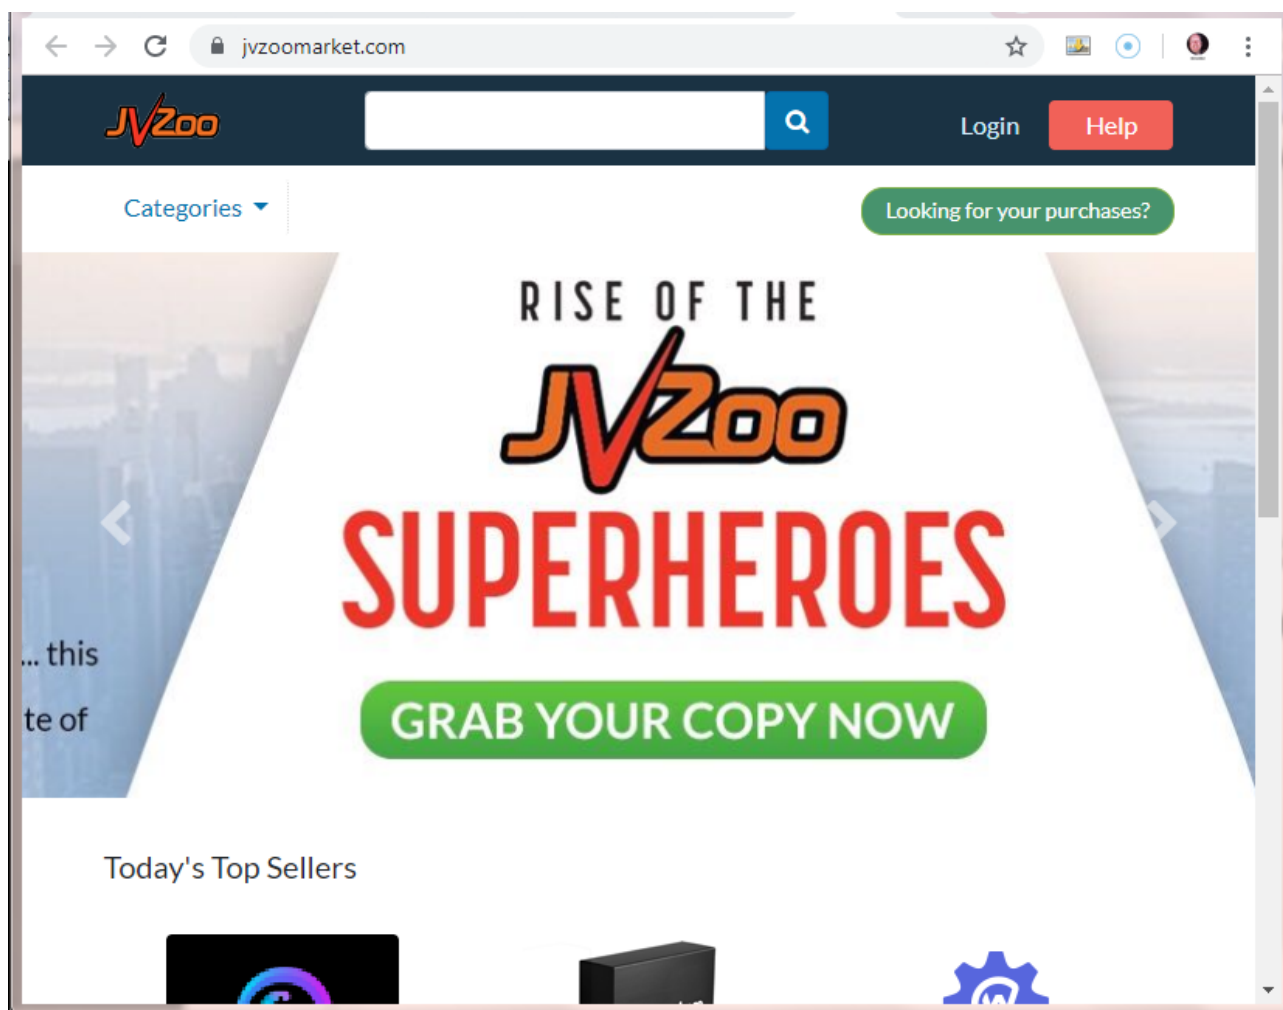 jvzoomarket.com
JVZoo
Login
Help
Categories
Looking for your purchases?
RISE OF THE
JVZoo
SUPERHEROES
... this
te of
GRAB YOUR COPY NOW
Today's Top Sellers